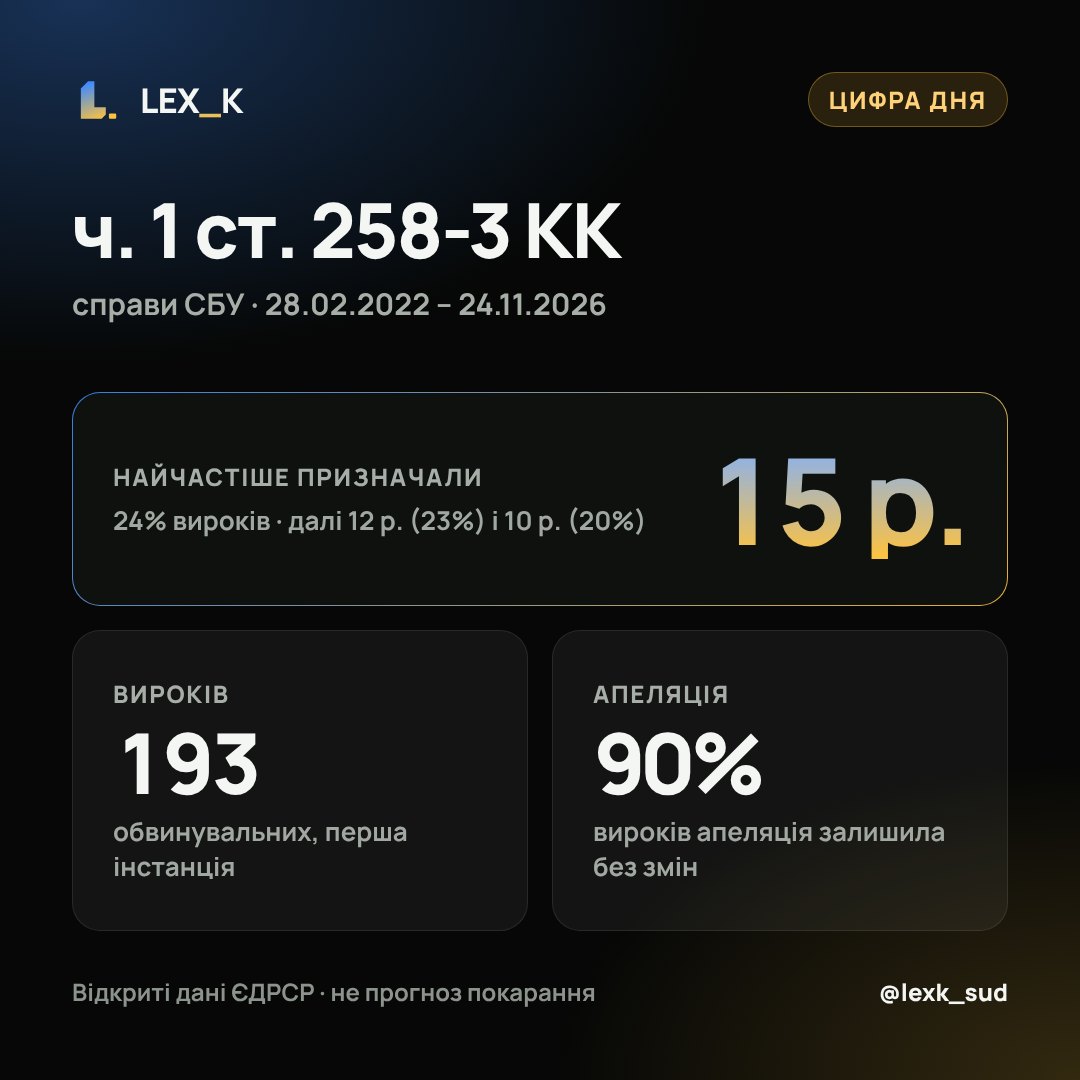 LEX_K
ЦИФРА ДНЯ
ч. 1 ст. 258-3 КК
справи СБУ · 28.02.2022 – 24.11.2026
НАЙЧАСТІШЕ ПРИЗНАЧАЛИ
24% вироків · далі 12 р. (23%) і 10 р. (20%)
15 р.
ВИРОКІВ
193
обвинувальних, перша
інстанція
АПЕЛЯЦІЯ
90%
вироків апеляція залишила
без змін
Відкриті дані ЄДРСР · не прогноз покарання
@lexk_sud